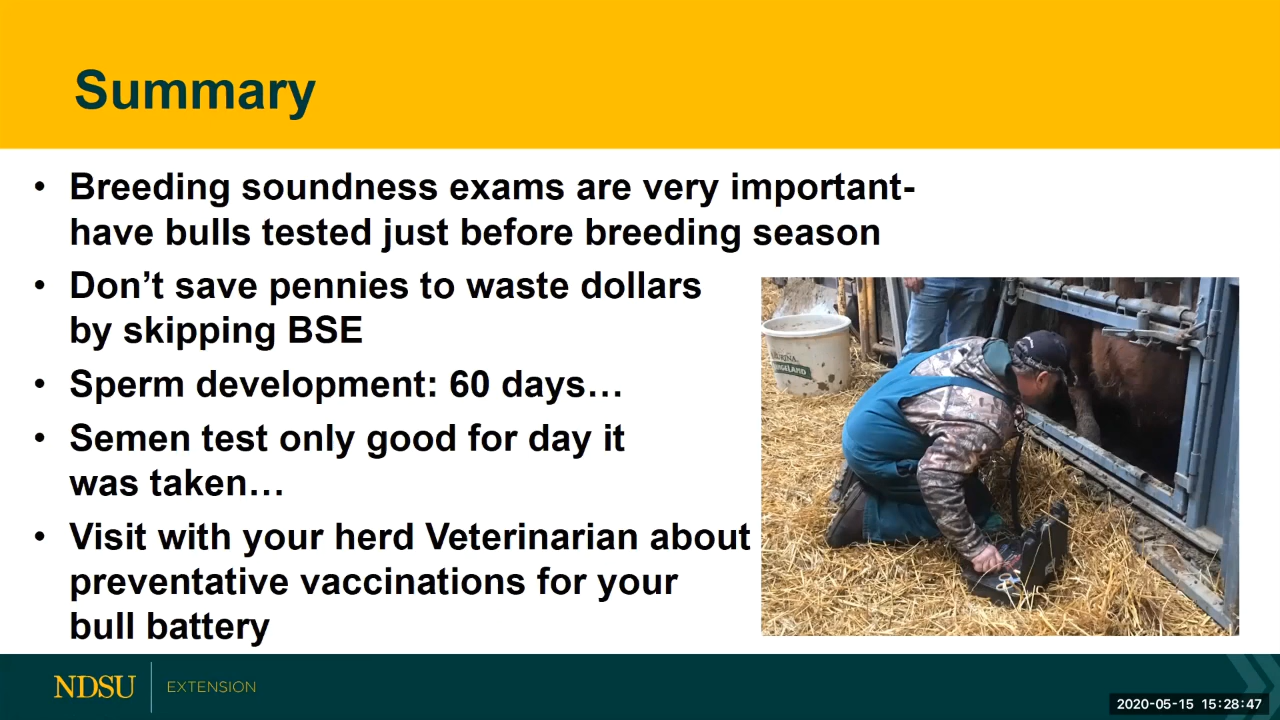 Summary
• Breeding soundness exams are very important-
have bulls tested just before breeding season
• Don’t save pennies to waste dollars
by skipping BSE
• Sperm development: 60 days…
• Semen test only good for day it
was taken…
• Visit with your herd Veterinarian about
preventative vaccinations for your
bull battery
PURINA
RANGELAND
NDSU EXTENSION
2020-05-15 15:28:47